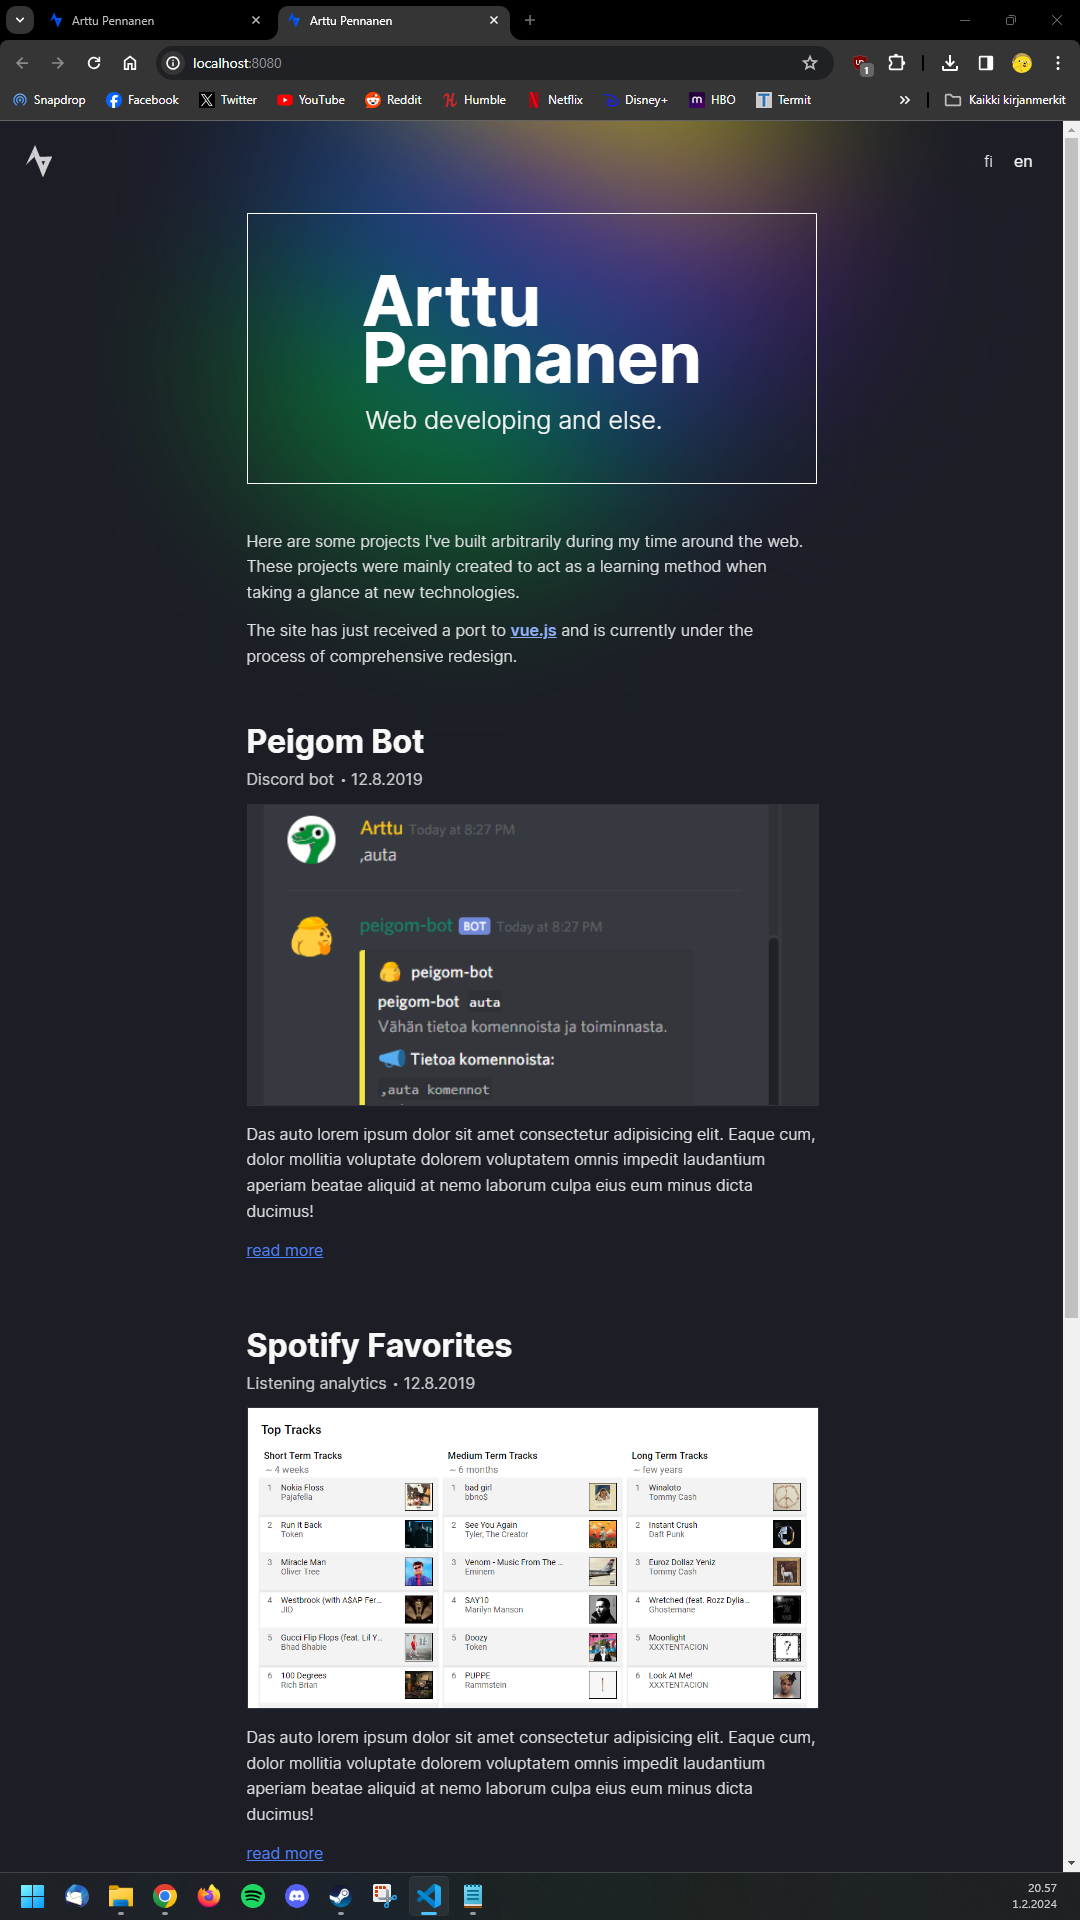 Arttu Pennanen
Arttu Pennanen
localhost:8080
1
Snapdrop
Facebook
Twitter
YouTube
Reddit
Humble
Netflix
Disney+
HBO
Termit
Kaikki kirjanmerkit
fi en
Arttu
Pennanen
Web developing and else.
Here are some projects I've built arbitrarily during my time around the web.
These projects were mainly created to act as a learning method when
taking a glance at new technologies.
The site has just received a port to vue.js and is currently under the
process of comprehensive redesign.
Peigom Bot
Discord bot • 12.8.2019
Arttu Today at 8:27 PM
,auta
peigom-bot BOT Today at 8:27 PM
peigom-bot
peigom-bot auta
Vähän tietoa komennoista ja toiminnasta.
Tietoa komennoista:
,auta komennot
Das auto lorem ipsum dolor sit amet consectetur adipisicing elit. Eaque cum,
dolor mollitia voluptate dolorem voluptatem omnis impedit laudantium
aperiam beatae aliquid at nemo laborum culpa eius eum minus dicta
ducimus!
read more
Spotify Favorites
Listening analytics • 12.8.2019
Top Tracks
Short Term Tracks
~ 4 weeks
1 Nokia Floss
Pajafella
2 Run It Back
Token
3 Miracle Man
Oliver Tree
4 Westbrook (with A$AP Fer...
JID
5 Gucci Flip Flops (feat. Lil Y...
Bhad Bhabie
6 100 Degrees
Rich Brian
Medium Term Tracks
~ 6 months
1 bad girl
bbno$
2 See You Again
Tyler, The Creator
3 Venom - Music From The ...
Eminem
4 SAY10
Marilyn Manson
5 Doozy
Token
6 PUPPE
Rammstein
Long Term Tracks
~ few years
1 Winaloto
Tommy Cash
2 Instant Crush
Daft Punk
3 Euroz Dollaz Yeniz
Tommy Cash
4 Wretched (feat. Rozz Dylia...
Ghostemane
5 Moonlight
XXXTENTACION
6 Look At Me!
XXXTENTACION
Das auto lorem ipsum dolor sit amet consectetur adipisicing elit. Eaque cum,
dolor mollitia voluptate dolorem voluptatem omnis impedit laudantium
aperiam beatae aliquid at nemo laborum culpa eius eum minus dicta
ducimus!
read more
20.57
1.2.2024